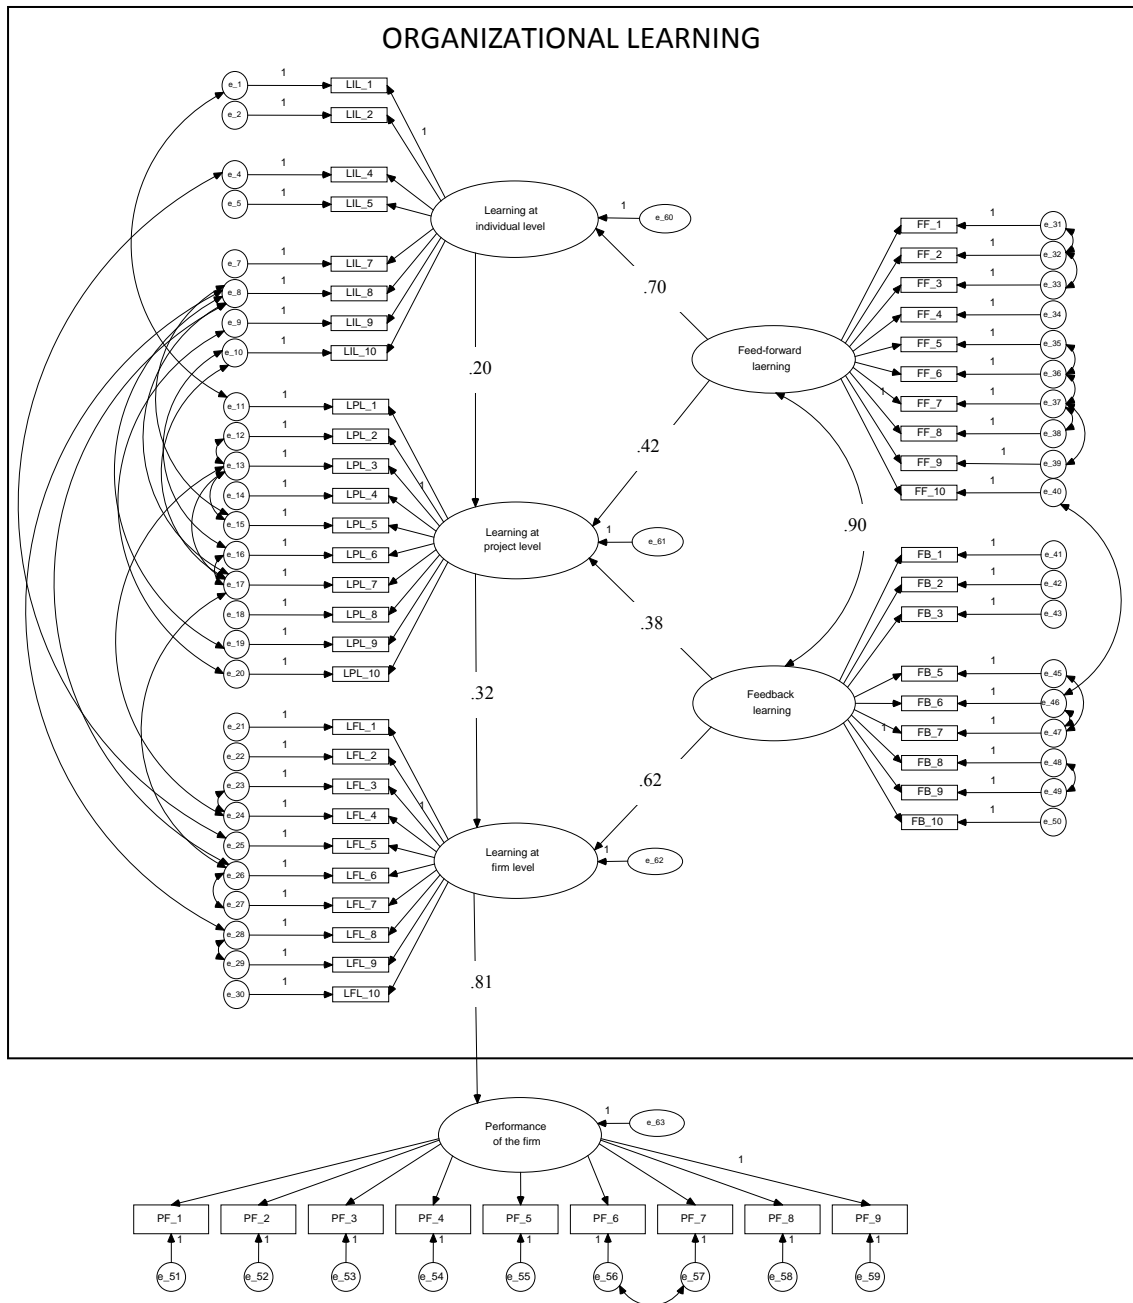 ORGANIZATIONAL LEARNING
e_1 1 LIL_1
e_2 1 LIL_2
1
e_4 1 LIL_4
e_5 1 LIL_5
e_7 1 LIL_7
e_8 1 LIL_8
e_9 1 LIL_9
e_10 1 LIL_10
Learning at
individual level
1 e_60
.70
.20
e_11 1 LPL_1
e_12 1 LPL_2
e_13 1 LPL_3
1
e_14 1 LPL_4
e_15 1 LPL_5
e_16 1 LPL_6
e_17 1 LPL_7
e_18 1 LPL_8
e_19 1 LPL_9
e_20 1 LPL_10
Learning at
project level
1 e_61
.42
.38
.32
e_21 1 LFL_1
e_22 1 LFL_2
e_23 1 LFL_3
e_24 1 LFL_4
1
e_25 1 LFL_5
e_26 1 LFL_6
e_27 1 LFL_7
e_28 1 LFL_8
e_29 1 LFL_9
e_30 1 LFL_10
Learning at
firm level
1 e_62
.62
.81
Feed-forward
laerning
FF_1 1 e_31
FF_2 1 e_32
FF_3 1 e_33
FF_4 1 e_34
FF_5 1 e_35
FF_6 1 e_36
1 FF_7 1 e_37
FF_8 1 e_38
FF_9 1 e_39
FF_10 1 e_40
.90
Feedback
learning
FB_1 1 e_41
FB_2 1 e_42
FB_3 1 e_43
FB_5 1 e_45
FB_6 1 e_46
1 FB_7 1 e_47
FB_8 1 e_48
FB_9 1 e_49
FB_10 1 e_50
Performance
of the firm
1 e_63
1
PF_1 PF_2 PF_3 PF_4 PF_5 PF_6 PF_7 PF_8 PF_9
1 1 1 1 1 1 1 1 1
e_51 e_52 e_53 e_54 e_55 e_56 e_57 e_58 e_59